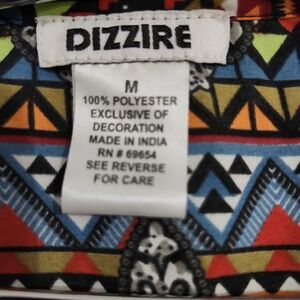 DIZZIRE
M
100% POLYESTER
EXCLUSIVE OF
DECORATION
MADE IN INDIA
RN # 69654
SEE REVERSE
FOR CARE